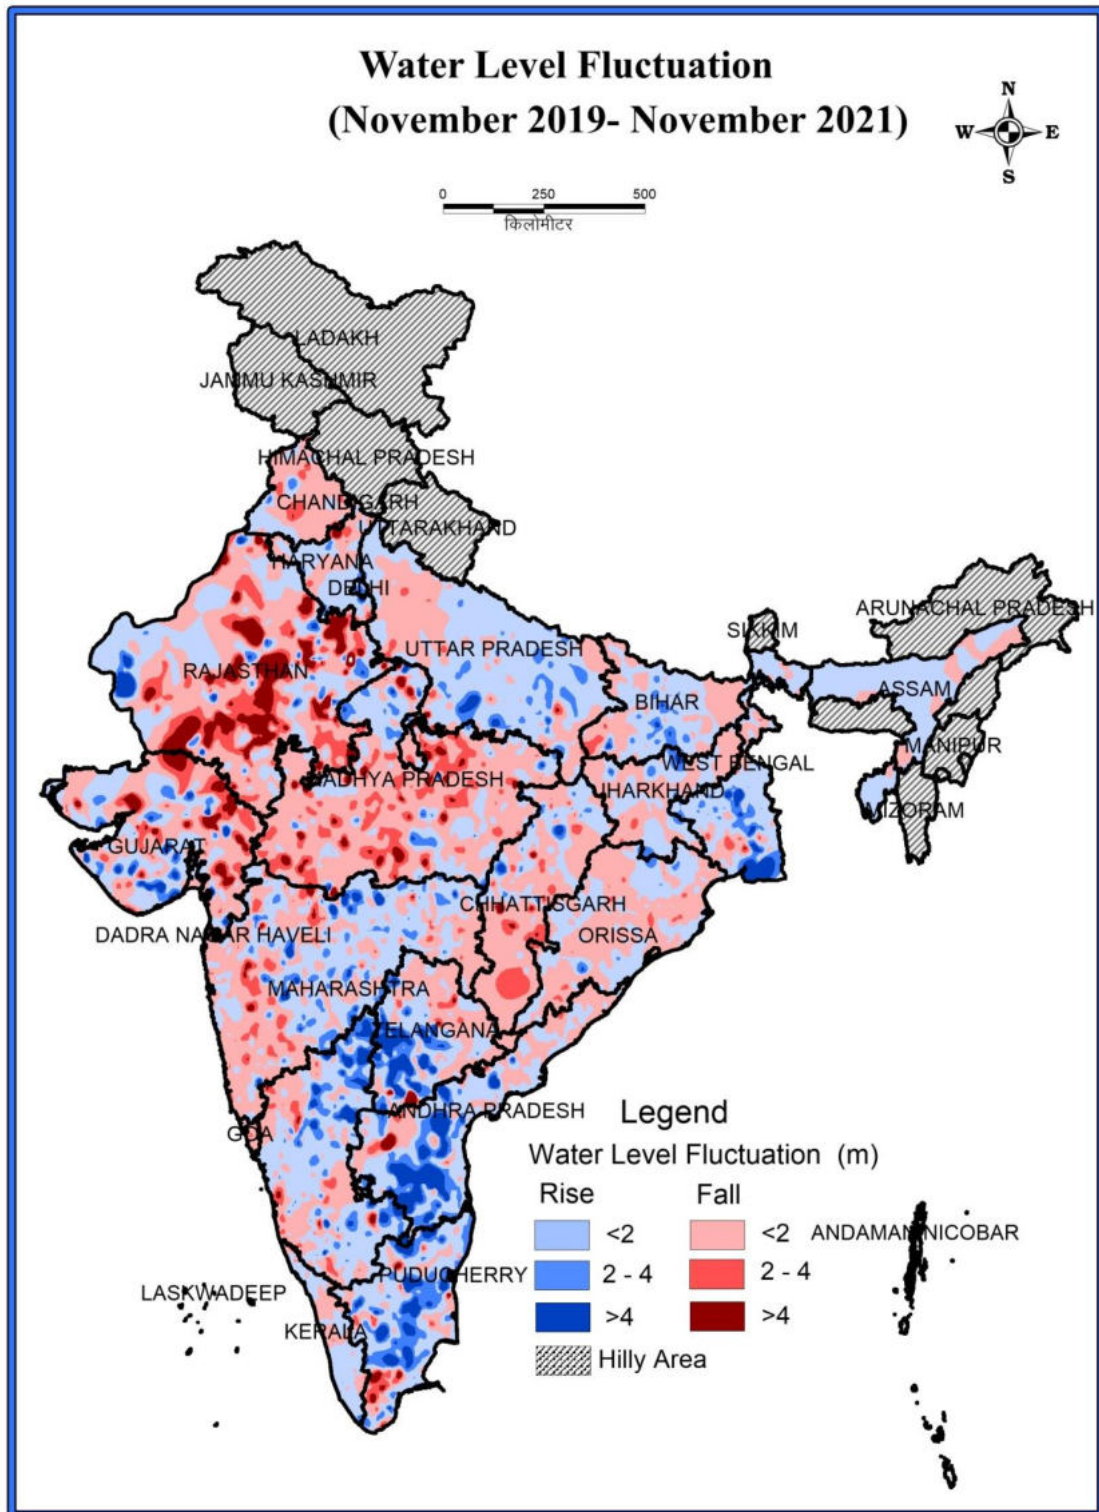 Water Level Fluctuation
(November 2019- November 2021)
N
W E
S
0 250 500
किलोमीटर
LADAKH
JAMMU KASHMIR
HIMACHAL PRADESH
CHANDIGARH
UTTARAKHAND
HARYANA
DELHI
ARUNACHAL PRADESH
SIKKIM
UTTAR PRADESH
RAJASTHAN
ASSAM
BIHAR
MANIPUR
WEST BENGAL
MADHYA PRADESH
JHARKHAND
MIZORAM
GUJARAT
CHHATTISGARH
DADRA NAGAR HAVELI
ORISSA
MAHARASHTRA
TELANGANA
ANDHRA PRADESH
GOA
Legend
Water Level Fluctuation (m)
Rise Fall
<2 <2
2 - 4 2 - 4
>4 >4
Hilly Area
ANDAMAN NICOBAR
PUDUCHERRY
LASKWADEEP
KERALA